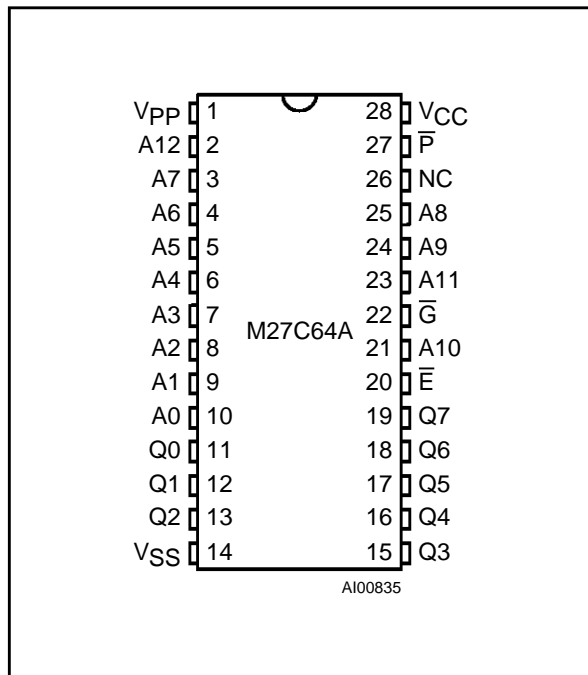 VPP 1 28 VCC
A12 2 27 P̅
A7 3 26 NC
A6 4 25 A8
A5 5 24 A9
A4 6 23 A11
A3 7 22 G̅
A2 8 M27C64A 21 A10
A1 9 20 E̅
A0 10 19 Q7
Q0 11 18 Q6
Q1 12 17 Q5
Q2 13 16 Q4
VSS 14 15 Q3
AI00835